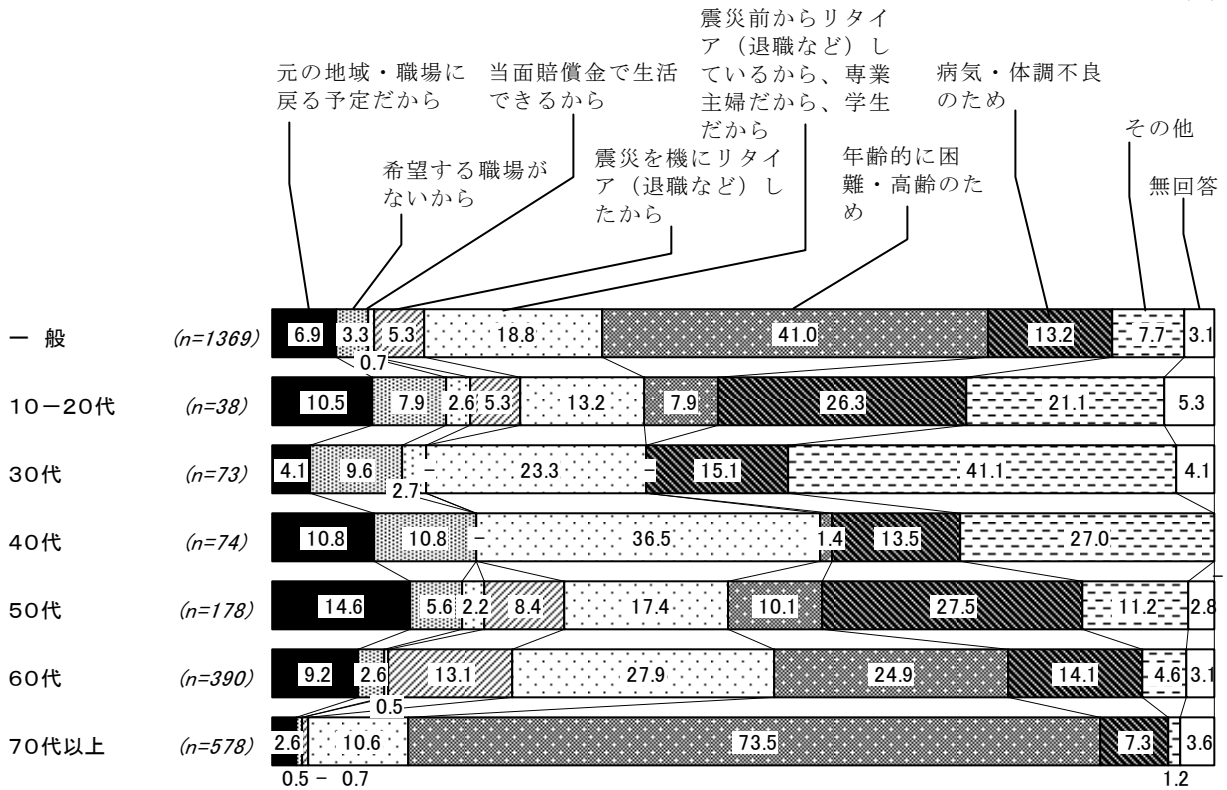 元の地域・職場に
戻る予定だから
希望する職場が
ないから
当面賠償金で生活
できるから
震災を機にリタイ
ア（退職など）し
たから
震災前からリタイ
ア（退職など）し
ているから、専業
主婦だから、学生
だから
年齢的に困
難・高齢のた
め
病気・体調不良
のため
その他
無回答
一 般 (n=1369) 6.9 3.3 0.7 5.3 18.8 41.0 13.2 7.7 3.1
10－20代 (n=38) 10.5 7.9 2.6 5.3 13.2 7.9 26.3 21.1 5.3
30代 (n=73) 4.1 9.6 2.7 － 23.3 － 15.1 41.1 4.1
40代 (n=74) 10.8 10.8 － 36.5 1.4 13.5 27.0 －
50代 (n=178) 14.6 5.6 2.2 8.4 17.4 10.1 27.5 11.2 2.8
60代 (n=390) 9.2 2.6 0.5 13.1 27.9 24.9 14.1 4.6 3.1
70代以上 (n=578) 2.6 10.6 73.5 7.3 3.6
0.5 － 0.7 1.2